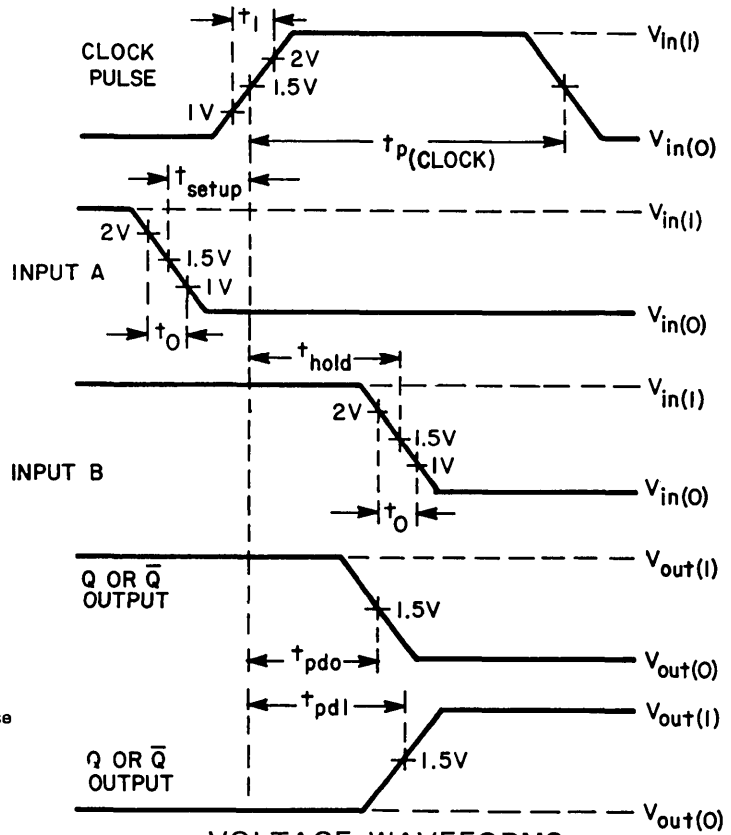 t1
Vin(1)
CLOCK
PULSE
2V
1.5V
1V
tp(CLOCK)
Vin(0)
tsetup
Vin(1)
2V
INPUT A
1.5V
1V
Vin(0)
t0
thold
Vin(1)
2V
1.5V
INPUT B
1V
Vin(0)
t0
Vout(1)
Q OR Q̅
OUTPUT
1.5V
tpd0
Vout(0)
tpd1
Vout(1)
se
Q OR Q̅
OUTPUT
1.5V
Vout(0)
VOLTAGE WAVEFORMS